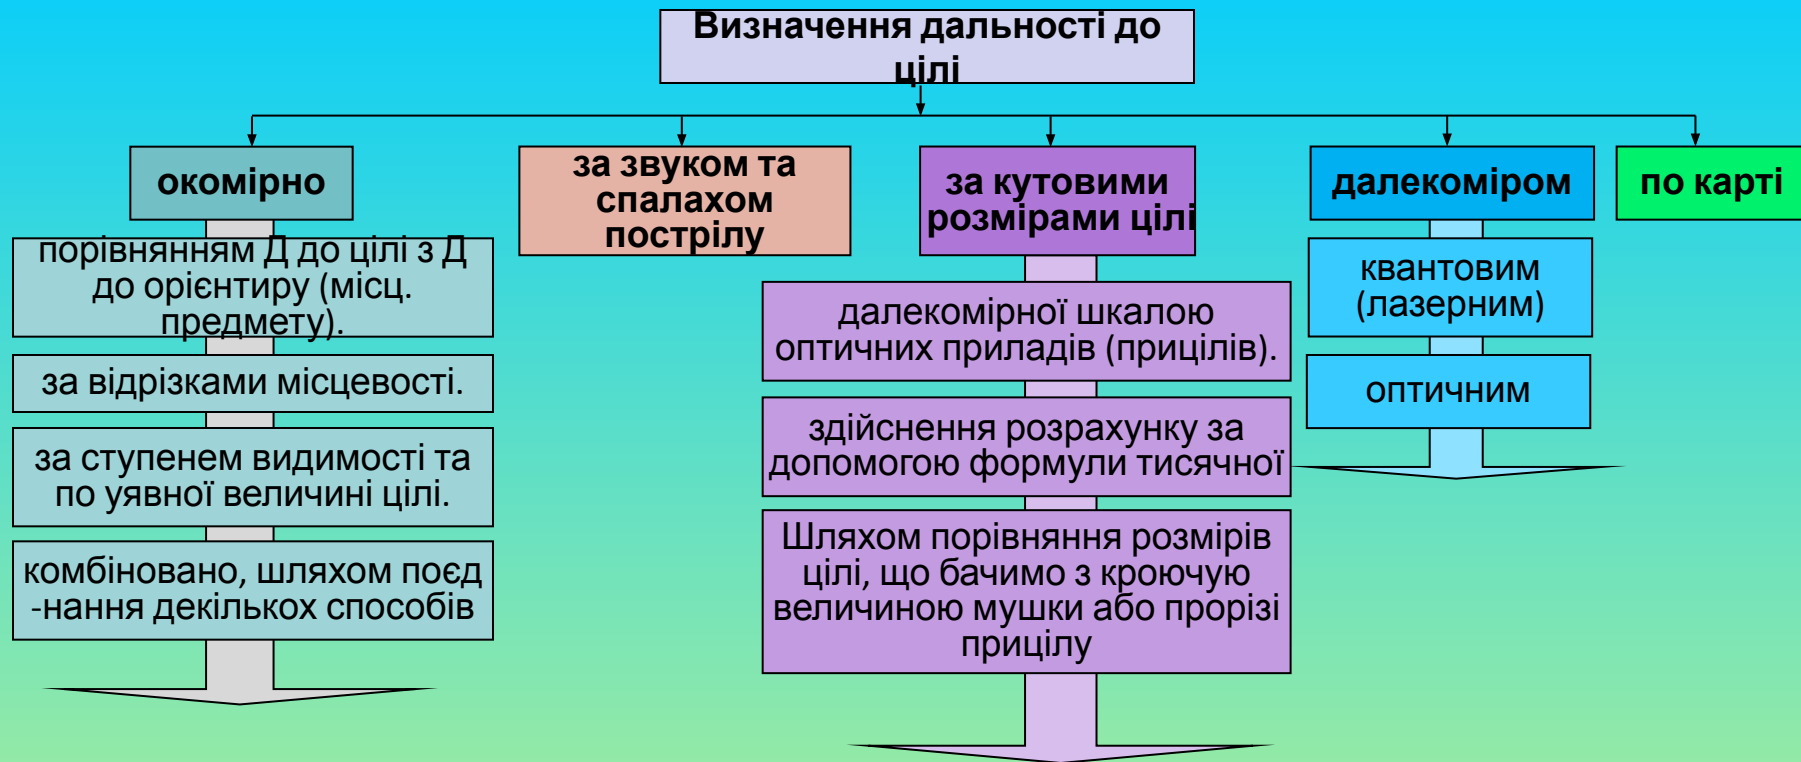 Визначення дальності до
цілі
окомірно
за звуком та
спалахом
пострілу
за кутовими
розмірами цілі
далекоміром
по карті
порівнянням Д до цілі з Д
до орієнтиру (місц.
предмету).
за відрізками місцевості.
за ступенем видимості та
по уявної величині цілі.
комбіновано, шляхом поєд
-нання декількох способів
далекомірної шкалою
оптичних приладів (прицілів).
здійснення розрахунку за
допомогою формули тисячної
Шляхом порівняння розмірів
цілі, що бачимо з кроючую
величиною мушки або прорізі
прицілу
квантовим
(лазерним)
оптичним